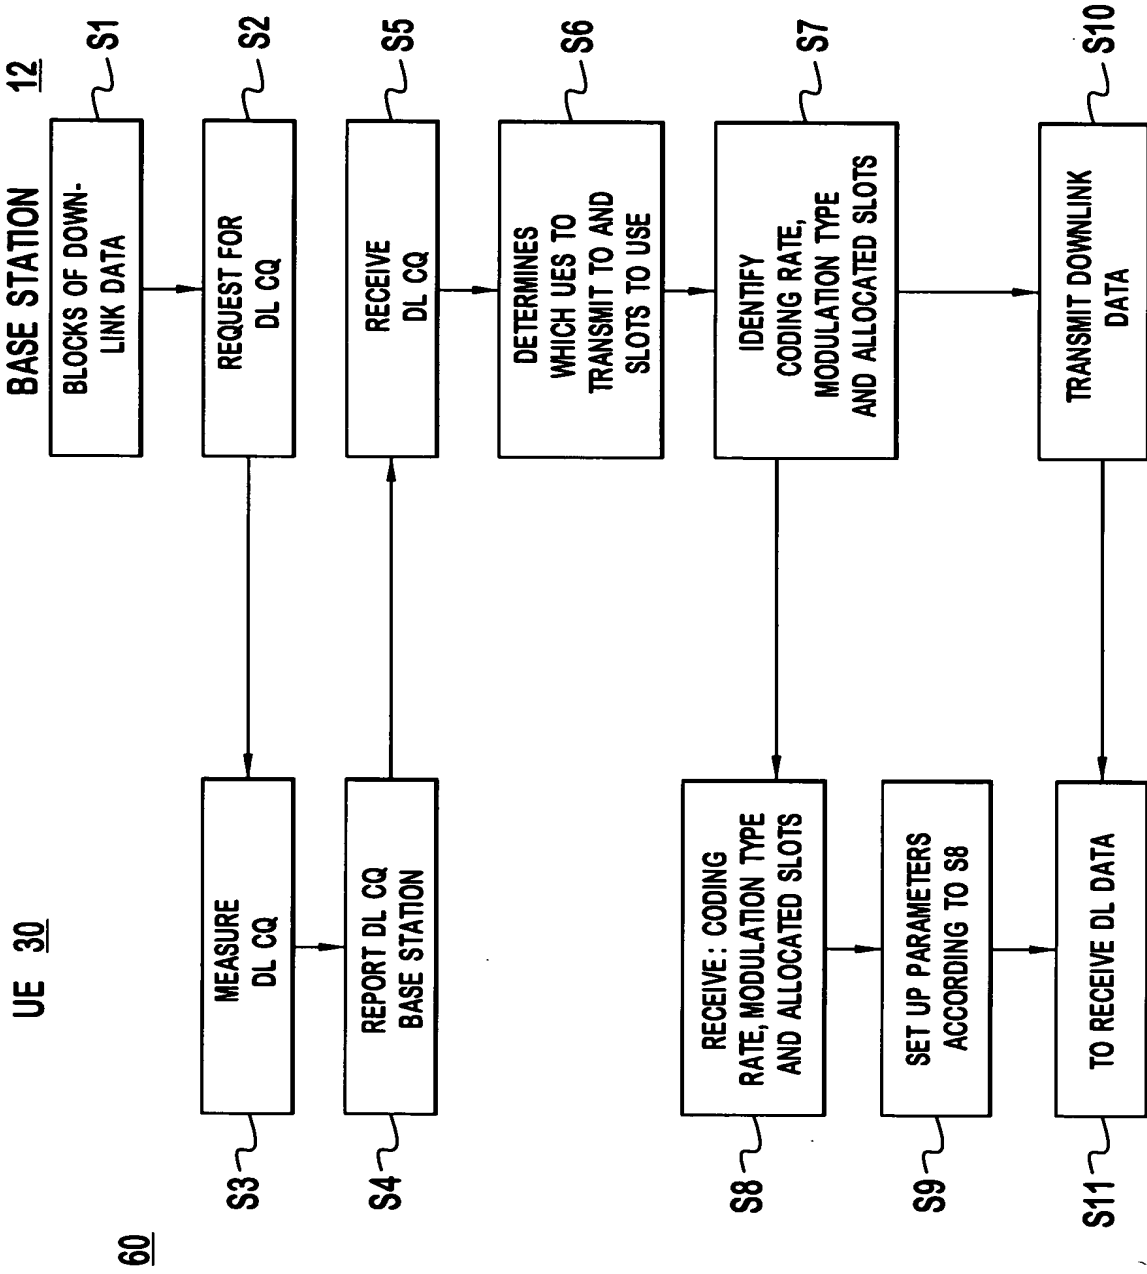 60
UE 30
BASE STATION 12
BLOCKS OF DOWN-
LINK DATA
S1
REQUEST FOR
DL CQ
S2
S3
MEASURE
DL CQ
S4
REPORT DL CQ
BASE STATION
RECEIVE
DL CQ
S5
DETERMINES
WHICH UES TO
TRANSMIT TO AND
SLOTS TO USE
S6
IDENTIFY
CODING RATE,
MODULATION TYPE
AND ALLOCATED SLOTS
S7
S8
RECEIVE: CODING
RATE, MODULATION TYPE
AND ALLOCATED SLOTS
S9
SET UP PARAMETERS
ACCORDING TO S8
TRANSMIT DOWNLINK
DATA
S10
S11
TO RECEIVE DL DATA